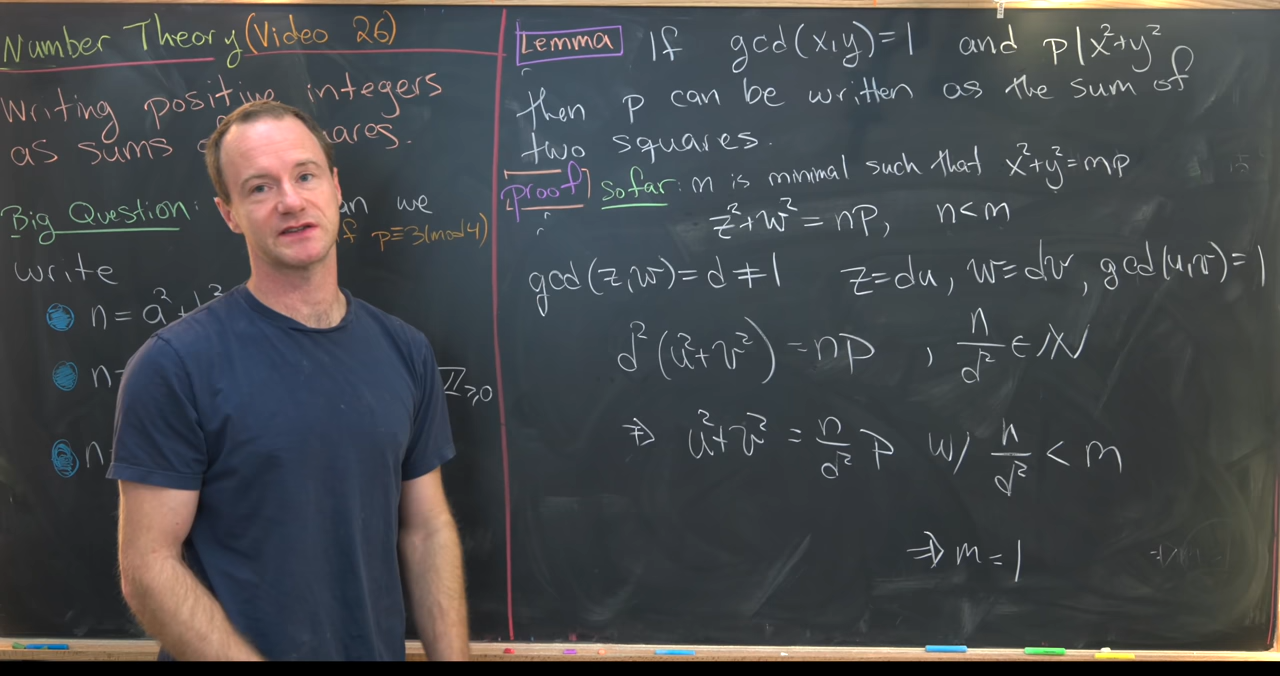 Number Theory (Video 26)
Writing positive integers
as sums
Big Question: an we
if p≡3(mod4)
write
n = a²+
n=
ℤ≥0
n
Lemma If gcd(x,y)=1 and p|x²+y²
then p can be written as the sum of
two squares.
proof so far: m is minimal such that x²+y²=mp
z²+w² = np, n<m
gcd(z,w)=d≠1 z=du, w=dv, gcd(u,v)=1
d²(u²+v²)=np , n/d² ∈ ℕ
⇒ u²+v² = n/d² p w/ n/d² < m
⇒ m=1